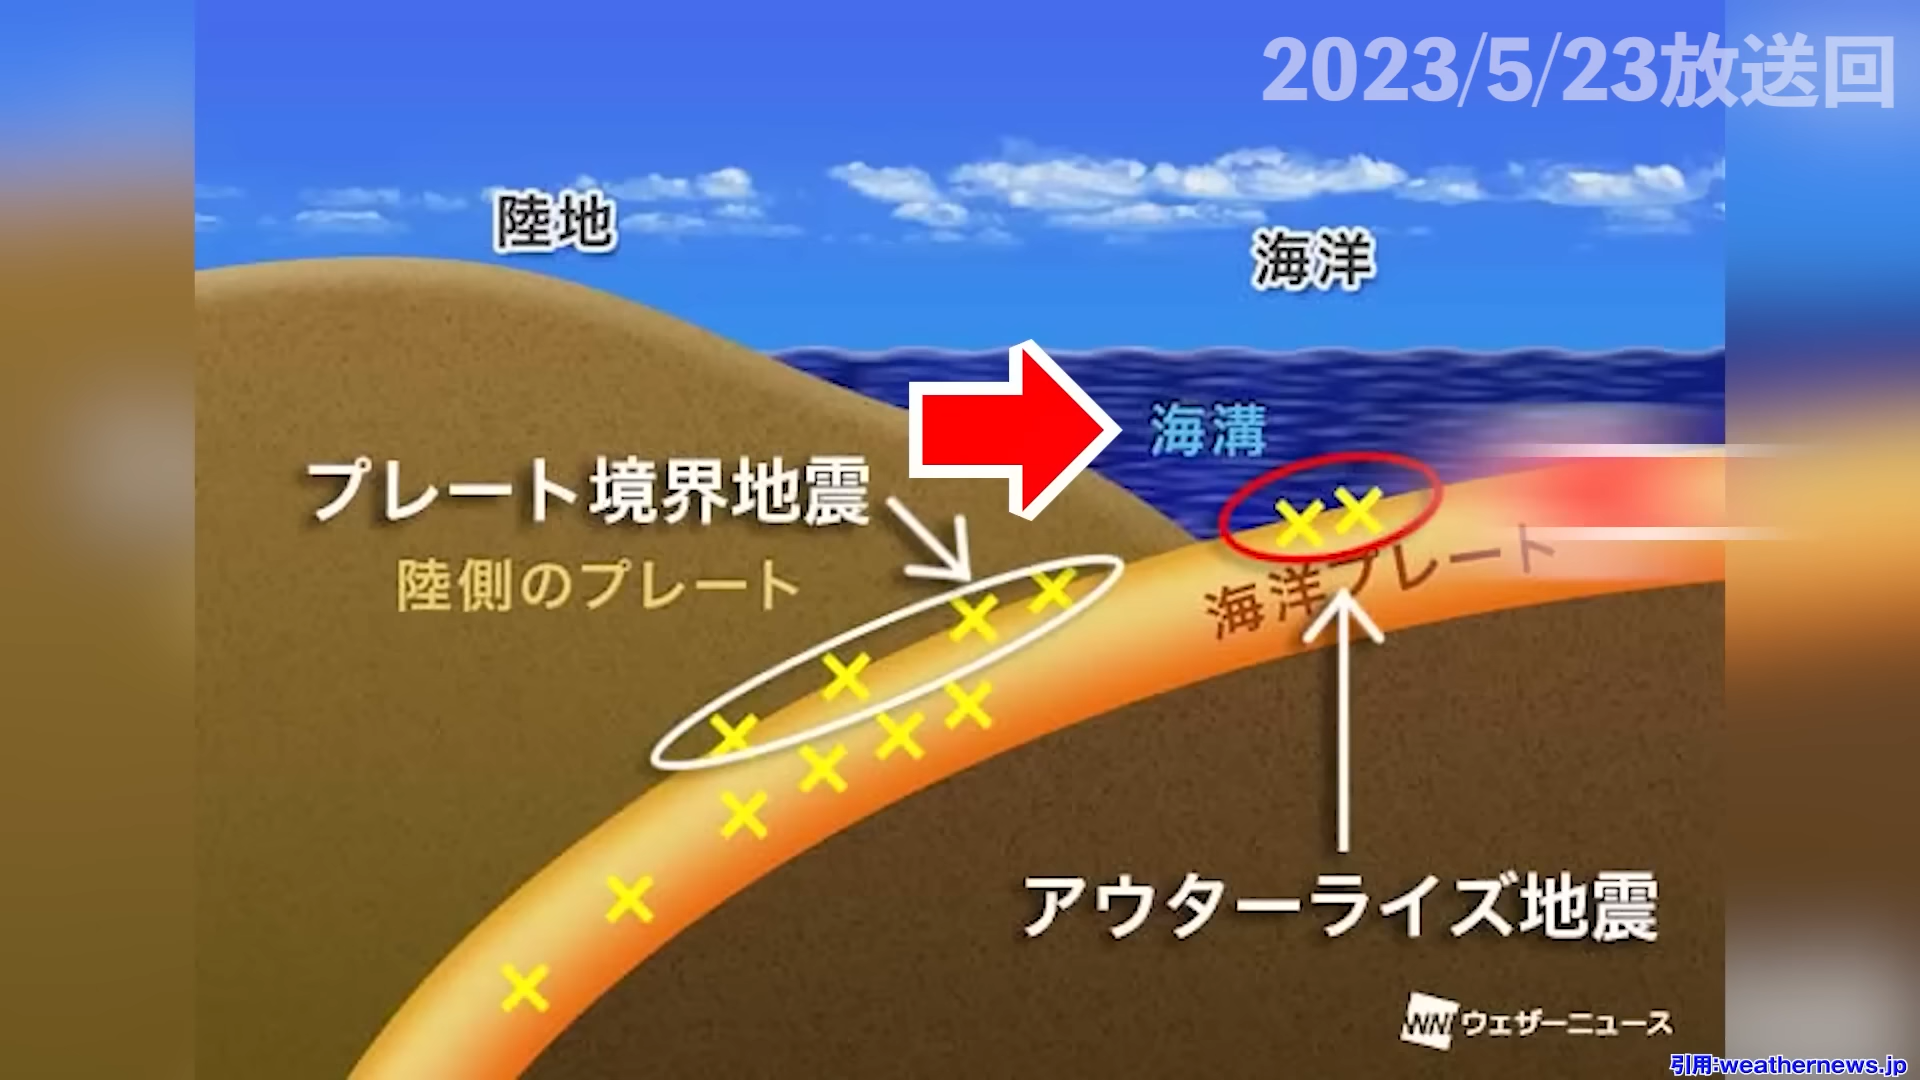 2023/5/23放送回
陸地
海洋
海溝
プレート境界地震
陸側のプレート
海洋プレート
アウターライズ地震
WN ウェザーニュース
引用:weathernews.jp